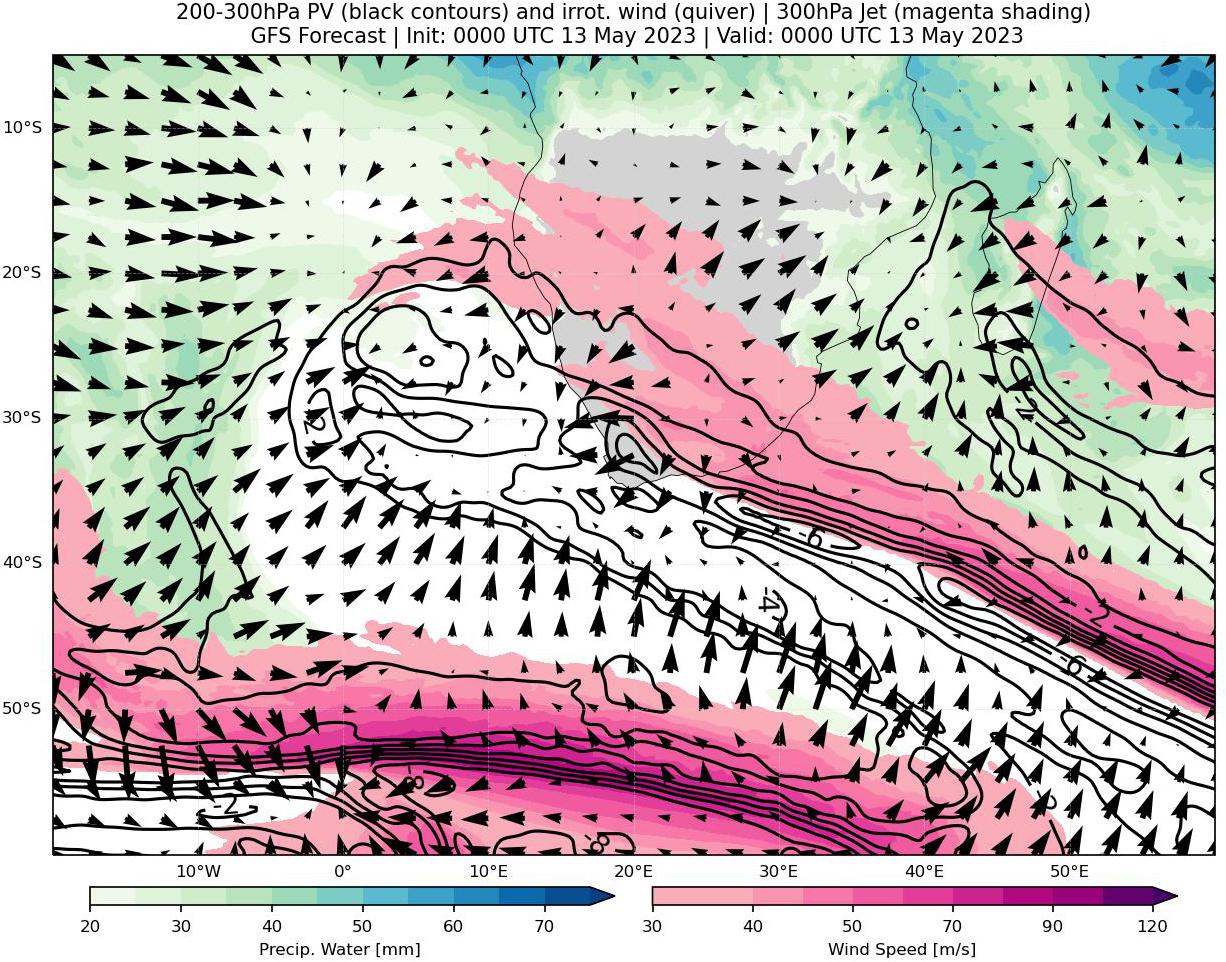 200-300hPa PV (black contours) and irrot. wind (quiver) | 300hPa Jet (magenta shading)
GFS Forecast | Init: 0000 UTC 13 May 2023 | Valid: 0000 UTC 13 May 2023
10°S
20°S
-2
-2
30°S
-6
40°S
-4
-2
-6
50°S
-8
-2
-2
-8
10°W 0° 10°E 20°E 30°E 40°E 50°E
20 30 40 50 60 70
30 40 50 70 90 120
Precip. Water [mm]
Wind Speed [m/s]